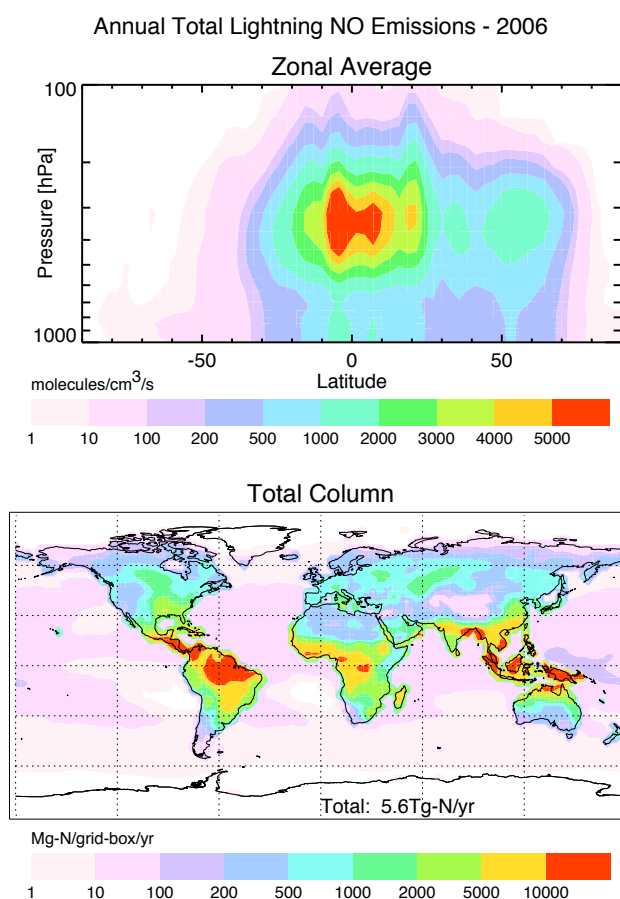 Annual Total Lightning NO Emissions - 2006
Zonal Average
100
Pressure [hPa]
1000
-50 0 50
Latitude
molecules/cm³/s
1 10 100 200 500 1000 2000 3000 4000 5000
Total Column
Total: 5.6Tg-N/yr
Mg-N/grid-box/yr
1 10 100 200 500 1000 2000 5000 10000